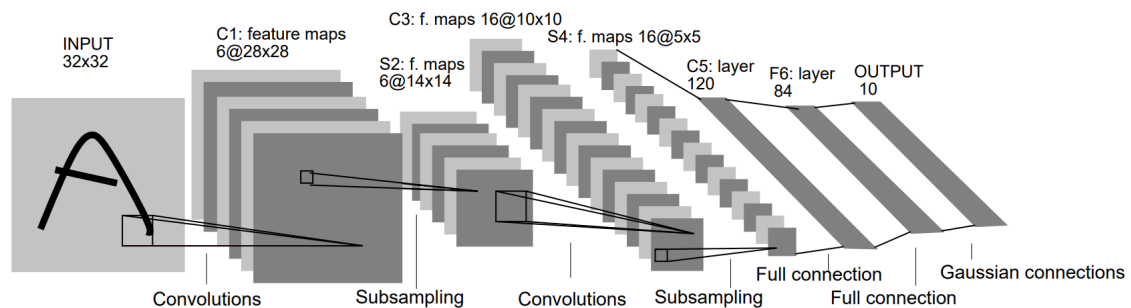 INPUT
32x32
C1: feature maps
6@28x28
S2: f. maps
6@14x14
C3: f. maps 16@10x10
S4: f. maps 16@5x5
C5: layer
120
F6: layer
84
OUTPUT
10
Convolutions
Subsampling
Convolutions
Subsampling
Full connection
Full connection
Gaussian connections